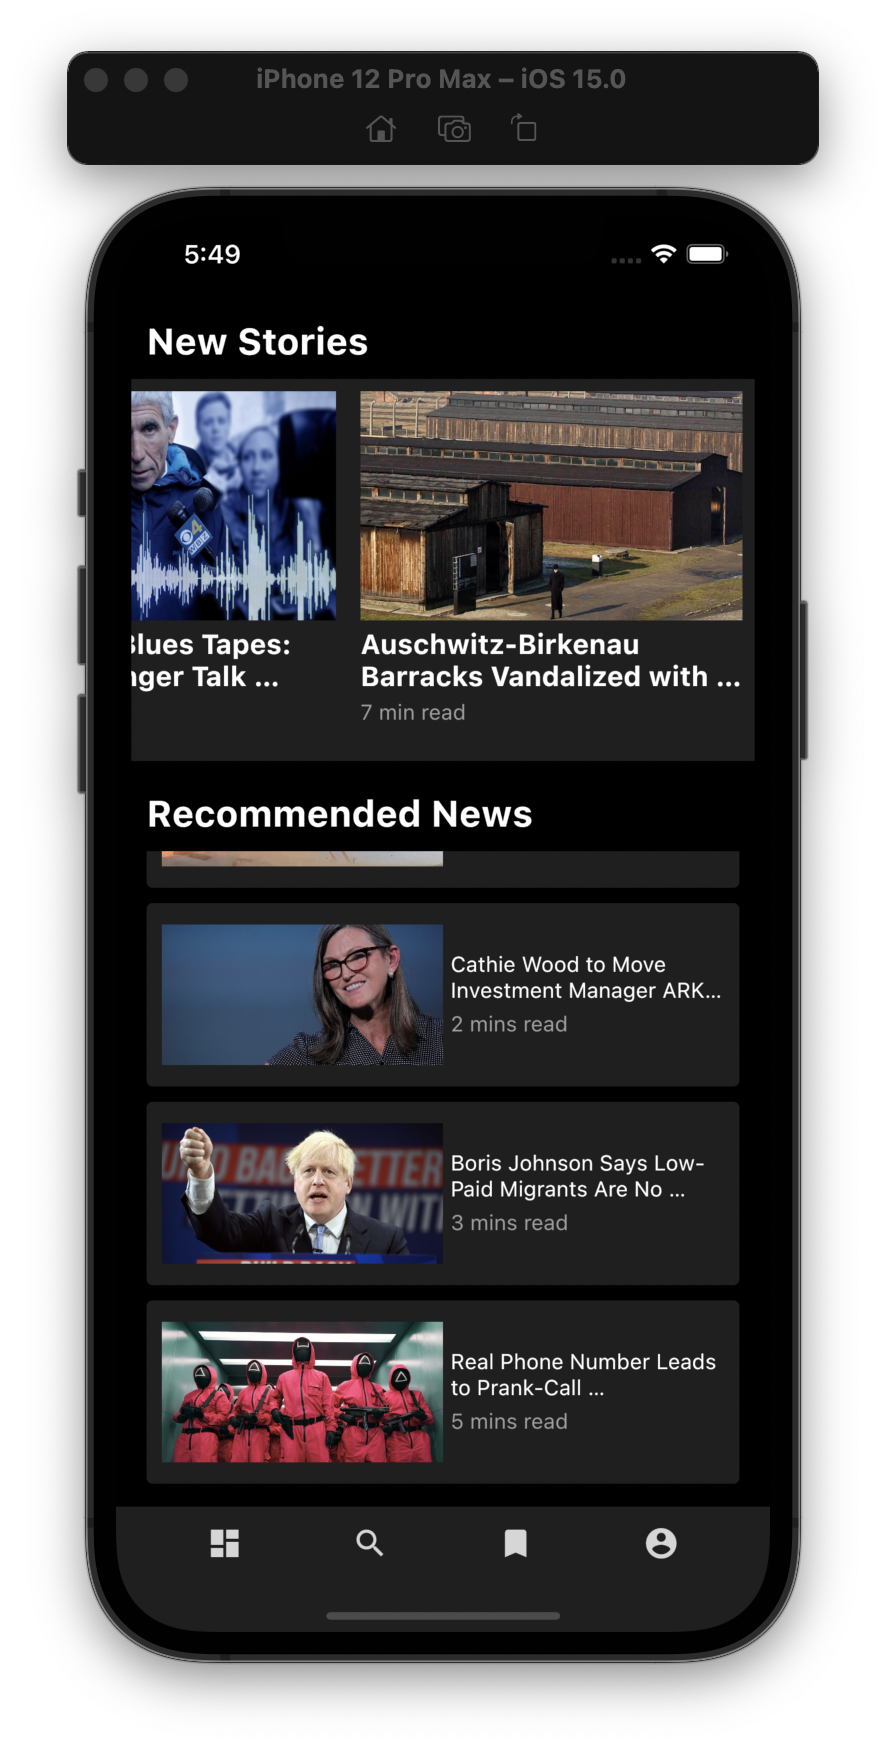 iPhone 12 Pro Max – iOS 15.0
5:49
New Stories
4
WBZ
Blues Tapes:
Talk ...
Auschwitz-Birkenau
Barracks Vandalized with ...
7 min read
Recommended News
Cathie Wood to Move
Investment Manager ARK...
2 mins read
Boris Johnson Says Low-
Paid Migrants Are No ...
3 mins read
Real Phone Number Leads
to Prank-Call ...
5 mins read